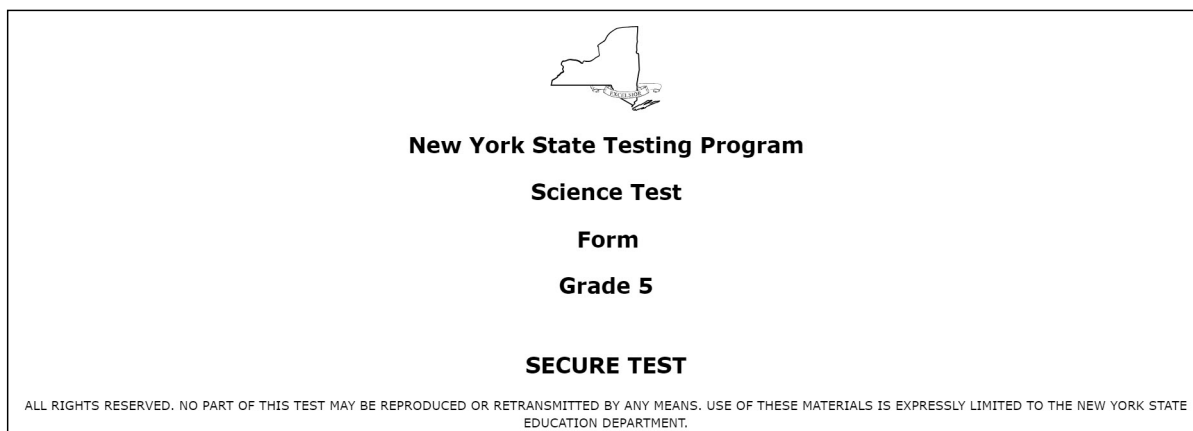 EXCELSIOR
New York State Testing Program
Science Test
Form
Grade 5
SECURE TEST
ALL RIGHTS RESERVED. NO PART OF THIS TEST MAY BE REPRODUCED OR RETRANSMITTED BY ANY MEANS. USE OF THESE MATERIALS IS EXPRESSLY LIMITED TO THE NEW YORK STATE
EDUCATION DEPARTMENT.